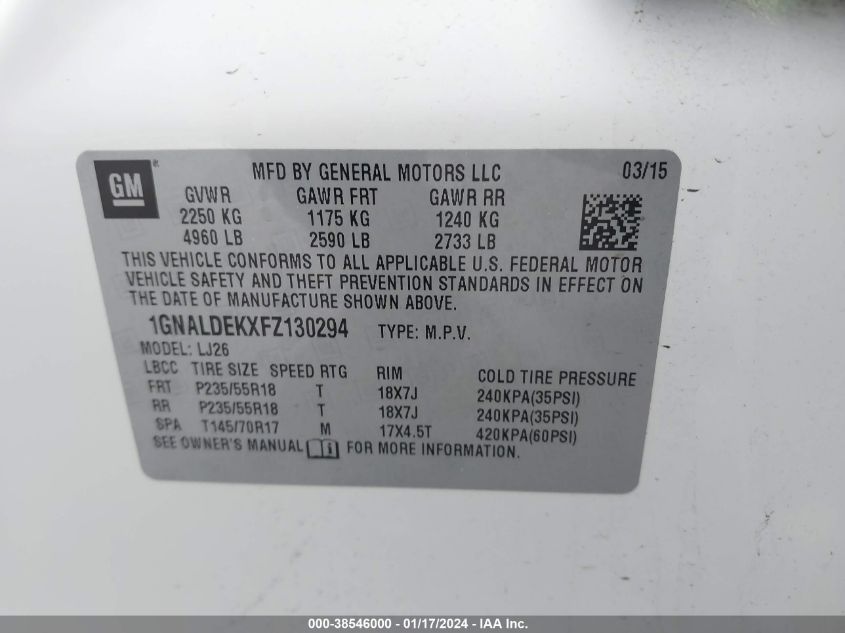 GM ® MFD BY GENERAL MOTORS LLC 03/15
GVWR GAWR FRT GAWR RR
2250 KG 1175 KG 1240 KG
4960 LB 2590 LB 2733 LB
THIS VEHICLE CONFORMS TO ALL APPLICABLE U.S. FEDERAL MOTOR
VEHICLE SAFETY AND THEFT PREVENTION STANDARDS IN EFFECT ON
THE DATE OF MANUFACTURE SHOWN ABOVE.
1GNALDEKXFZ130294 TYPE: M.P.V.
MODEL: LJ26
LBCC TIRE SIZE SPEED RTG RIM COLD TIRE PRESSURE
FRT P235/55R18 T 18X7J 240KPA(35PSI)
RR P235/55R18 T 18X7J 240KPA(35PSI)
SPA T145/70R17 M 17X4.5T 420KPA(60PSI)
SEE OWNER'S MANUAL FOR MORE INFORMATION.
000-38546000 - 01/17/2024 - IAAI.com